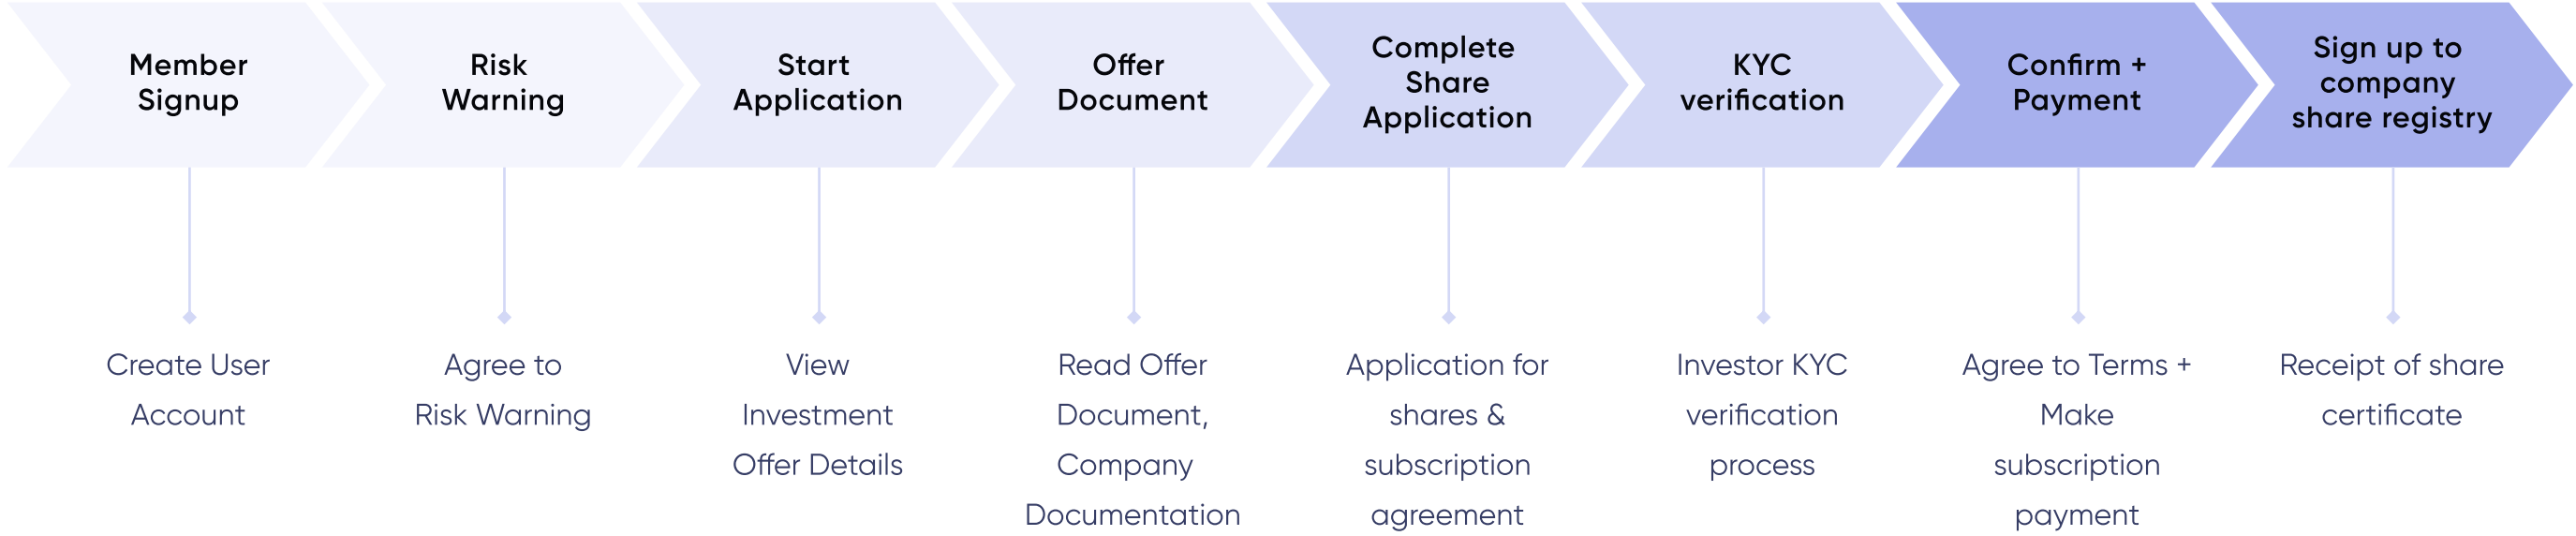 Member
Signup
Risk
Warning
Start
Application
Offer
Document
Complete
Share
Application
KYC
verification
Confirm +
Payment
Sign up to
company
share registry
Create User
Account
Agree to
Risk Warning
View
Investment
Offer Details
Read Offer
Document,
Company
Documentation
Application for
shares &
subscription
agreement
Investor KYC
verification
process
Agree to Terms +
Make
subscription
payment
Receipt of share
certificate